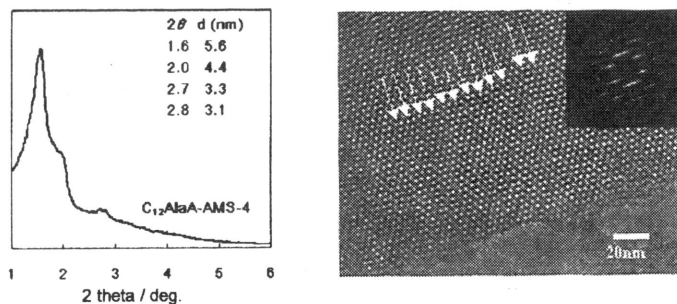 2θ d (nm)
1.6 5.6
2.0 4.4
2.7 3.3
2.8 3.1
C₁₂AlaA-AMS-4
1 2 3 4 5 6
2 theta / deg.
20nm